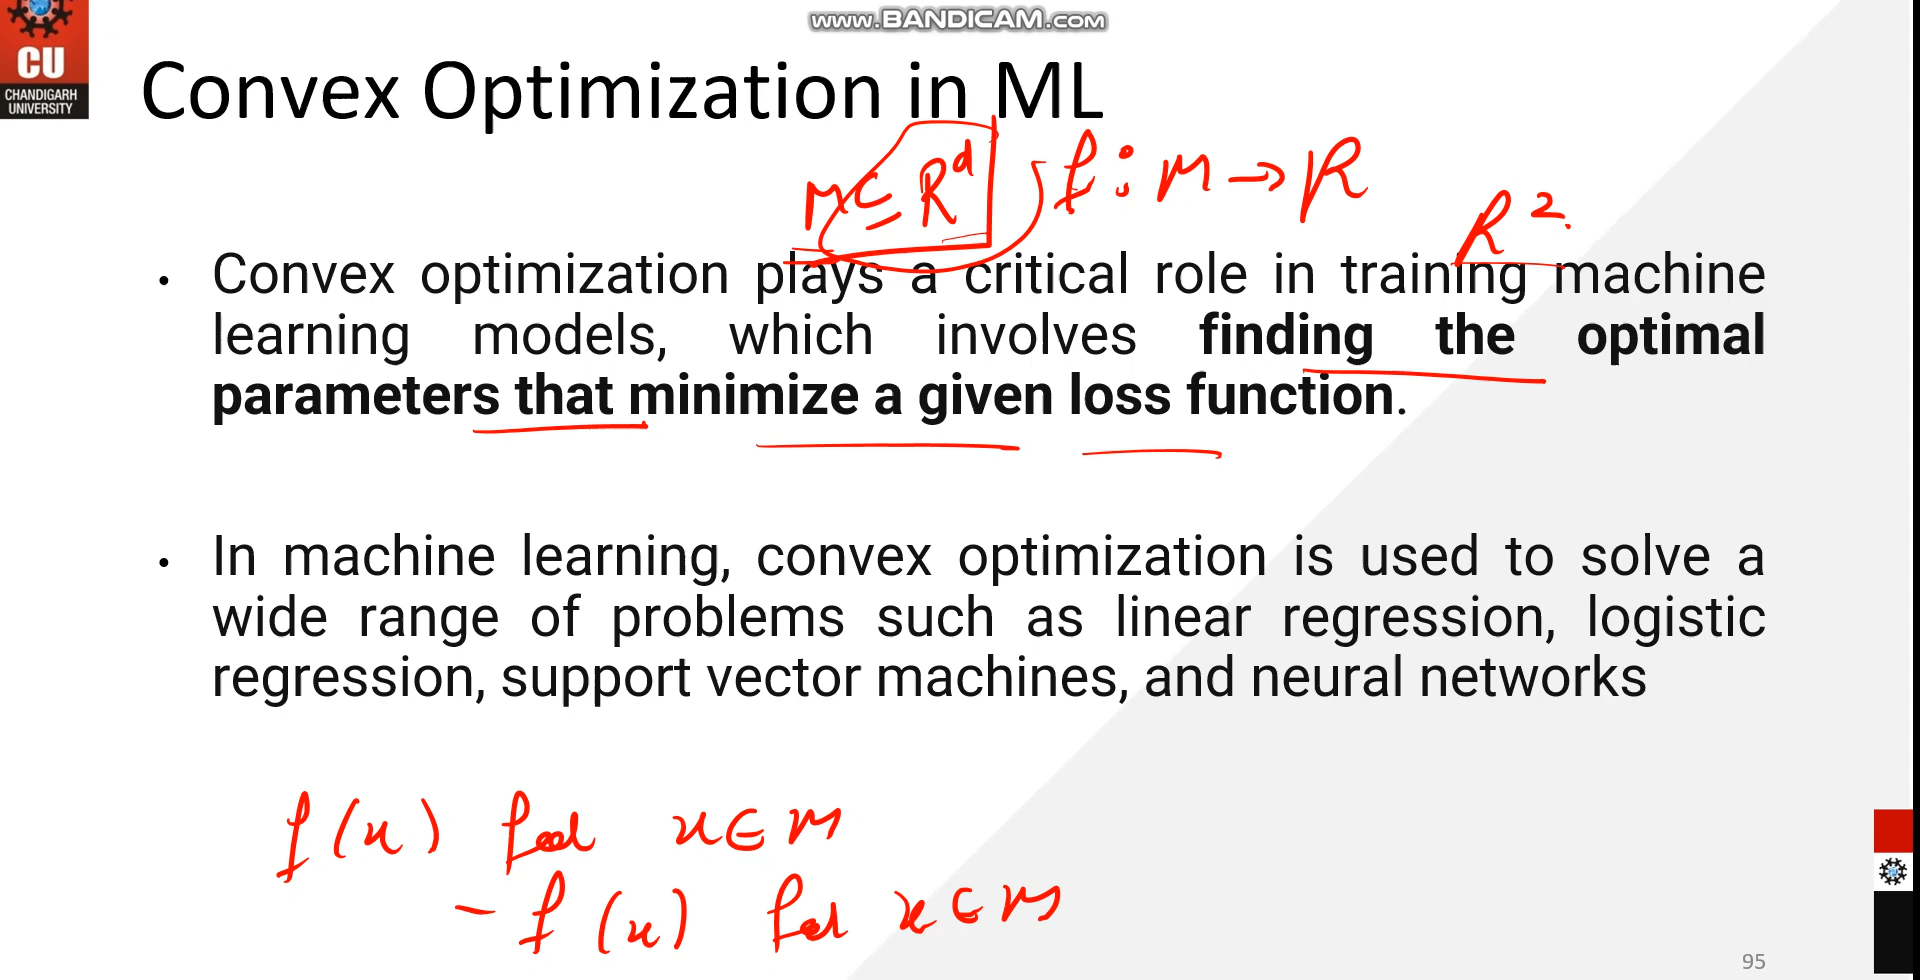 www.BANDICAM.com
CU
CHANDIGARH
UNIVERSITY
Convex Optimization in ML
M ⊆ R^d f : M → R
R^2
• Convex optimization plays a critical role in training machine
learning models, which involves finding the optimal
parameters that minimize a given loss function.
• In machine learning, convex optimization is used to solve a
wide range of problems such as linear regression, logistic
regression, support vector machines, and neural networks
f(x) for x ∈ M
- f(x) for x ∈ M
95